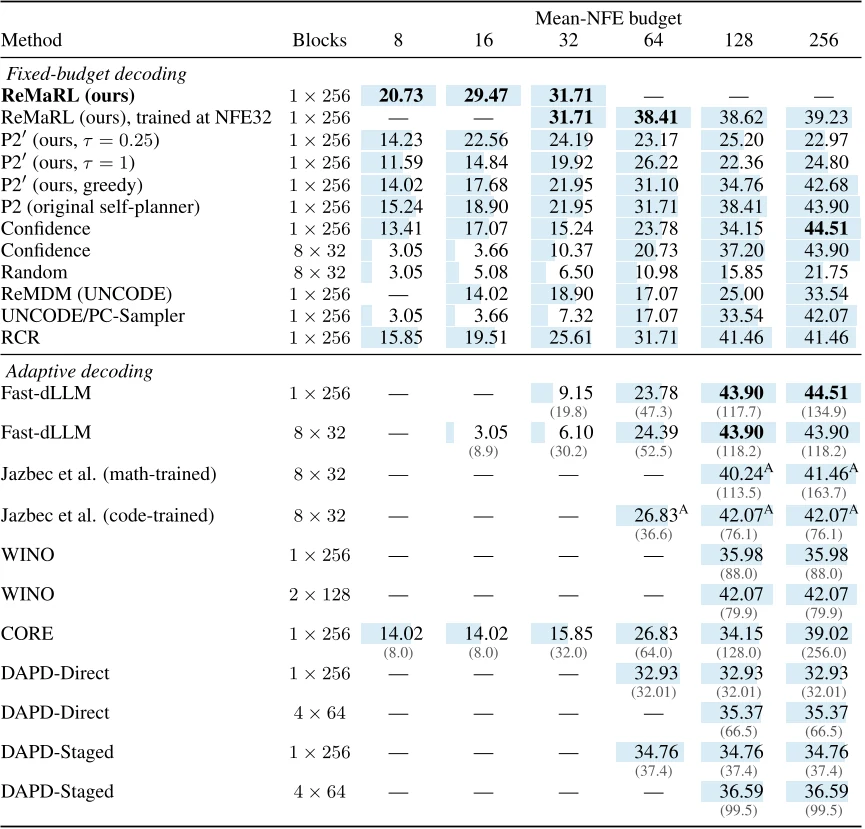 Mean-NFE budget
Method Blocks 8 16 32 64 128 256
Fixed-budget decoding
ReMaRL (ours) 1 × 256 20.73 29.47 31.71 — — —
ReMaRL (ours), trained at NFE32 1 × 256 — — 31.71 38.41 38.62 39.23
P2′ (ours, τ = 0.25) 1 × 256 14.23 22.56 24.19 23.17 25.20 22.97
P2′ (ours, τ = 1) 1 × 256 11.59 14.84 19.92 26.22 22.36 24.80
P2′ (ours, greedy) 1 × 256 14.02 17.68 21.95 31.10 34.76 42.68
P2 (original self-planner) 1 × 256 15.24 18.90 21.95 31.71 38.41 43.90
Confidence 1 × 256 13.41 17.07 15.24 23.78 34.15 44.51
Confidence 8 × 32 3.05 3.66 10.37 20.73 37.20 43.90
Random 8 × 32 3.05 5.08 6.50 10.98 15.85 21.75
ReMDM (UNCODE) 1 × 256 — 14.02 18.90 17.07 25.00 33.54
UNCODE/PC-Sampler 1 × 256 3.05 3.66 7.32 17.07 33.54 42.07
RCR 1 × 256 15.85 19.51 25.61 31.71 41.46 41.46
Adaptive decoding
Fast-dLLM 1 × 256 — — 9.15 23.78 43.90 44.51
(19.8) (47.3) (117.7) (134.9)
Fast-dLLM 8 × 32 — 3.05 6.10 24.39 43.90 43.90
(8.9) (30.2) (52.5) (118.2) (118.2)
Jazbec et al. (math-trained) 8 × 32 — — — — 40.24A 41.46A
(113.5) (163.7)
Jazbec et al. (code-trained) 8 × 32 — — — 26.83A 42.07A 42.07A
(36.6) (76.1) (76.1)
WINO 1 × 256 — — — — 35.98 35.98
(88.0) (88.0)
WINO 2 × 128 — — — — 42.07 42.07
(79.9) (79.9)
CORE 1 × 256 14.02 14.02 15.85 26.83 34.15 39.02
(8.0) (8.0) (32.0) (64.0) (128.0) (256.0)
DAPD-Direct 1 × 256 — — — 32.93 32.93 32.93
(32.01) (32.01) (32.01)
DAPD-Direct 4 × 64 — — — — 35.37 35.37
(66.5) (66.5)
DAPD-Staged 1 × 256 — — — 34.76 34.76 34.76
(37.4) (37.4) (37.4)
DAPD-Staged 4 × 64 — — — — 36.59 36.59
(99.5) (99.5)